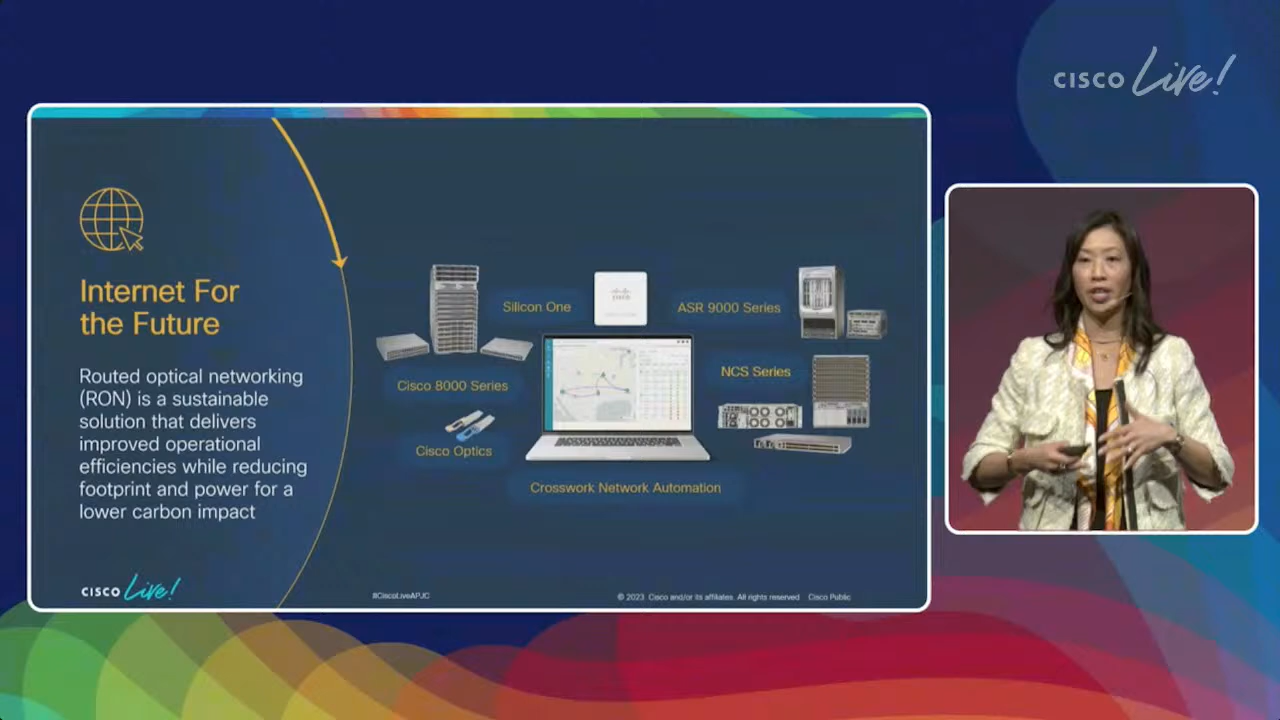 CISCO Live!
Internet For
the Future
Routed optical networking
(RON) is a sustainable
solution that delivers
improved operational
efficiencies while reducing
footprint and power for a
lower carbon impact
Silicon One
ASR 9000 Series
Cisco 8000 Series
NCS Series
Cisco Optics
Crosswork Network Automation
CISCO Live!
#CiscoLiveAPJC
© 2023 Cisco and/or its affiliates. All rights reserved Cisco Public